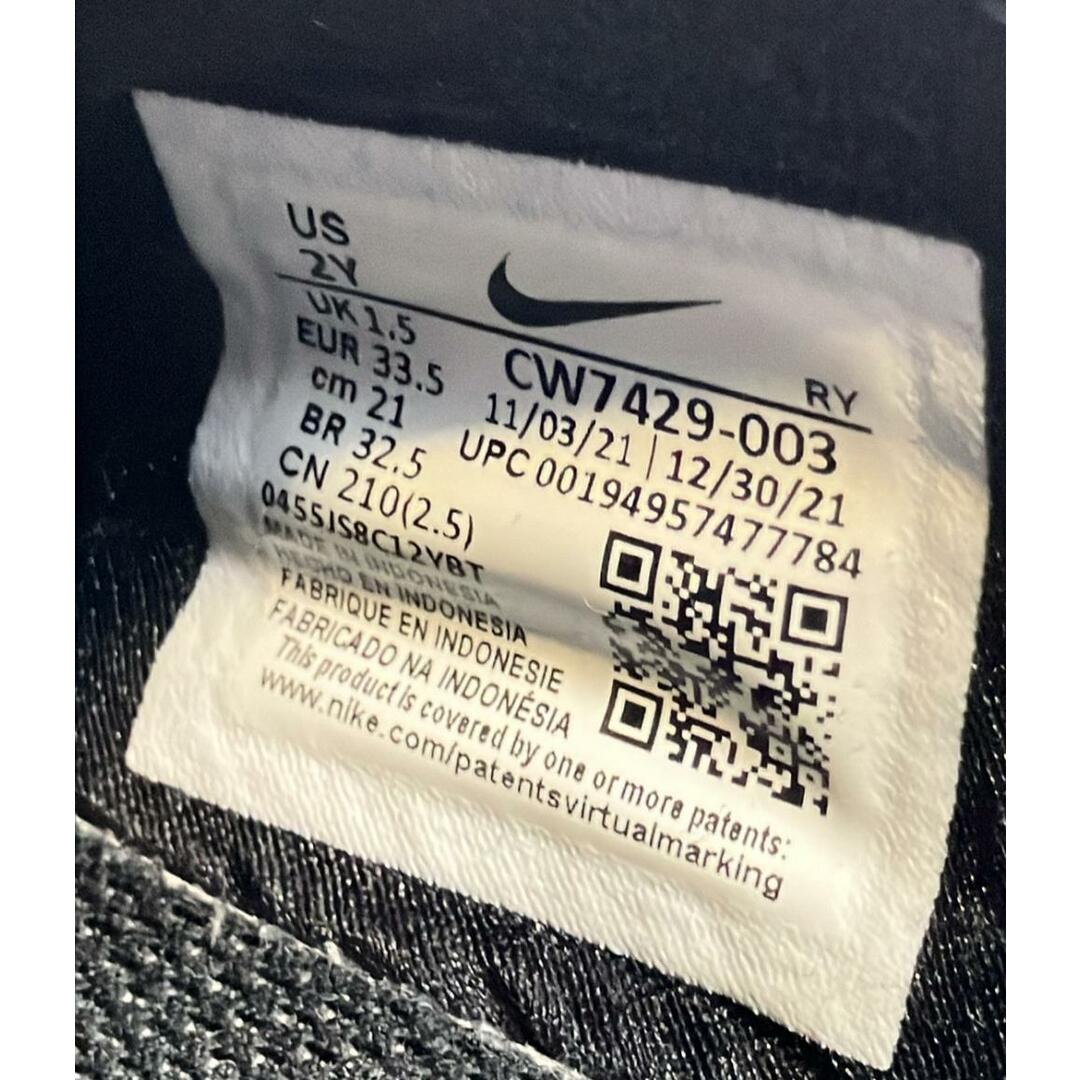 US
2Y
RY
UK 1.5
EUR 33.5
cm 21
BR 32.5
CN 210(2.5)
CW7429-003
11/03/21 | 12/30/21
UPC 00194957477784
0455JS8C12YBT
MADE IN INDONESIA
HECHO EN INDONESIA
FABRIQUE EN INDONESIE
FABRICADO NA INDONÉSIA
This product is covered by one or more patents:
www.nike.com/patentsvirtualmarking